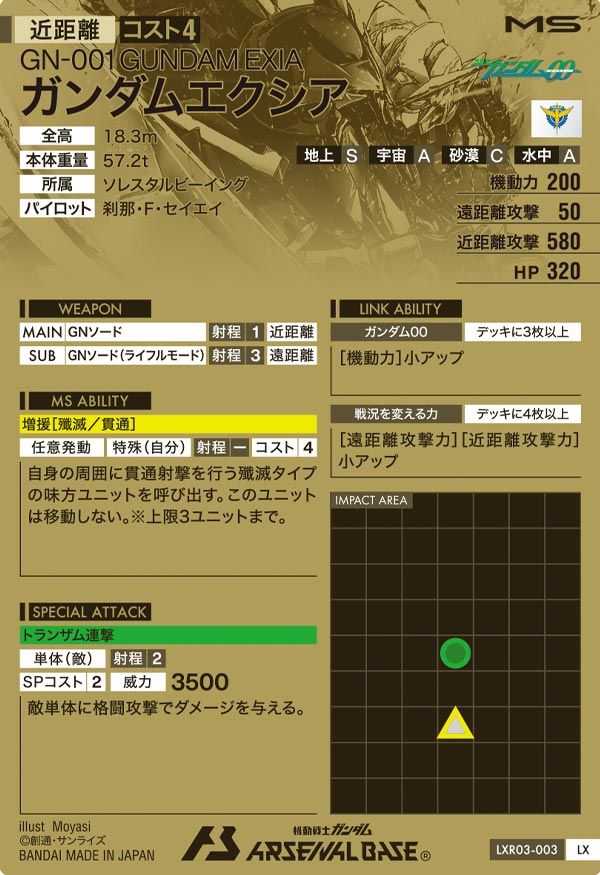 近距離 コスト4 MS
GN-001 GUNDAM EXIA
ガンダムエクシア
ガンダム00
全高 18.3m
本体重量 57.2t
所属 ソレスタルビーイング
パイロット 刹那・F・セイエイ
地上 S 宇宙 A 砂漠 C 水中 A
機動力 200
遠距離攻撃 50
近距離攻撃 580
HP 320
WEAPON
MAIN GNソード 射程 1 近距離
SUB GNソード(ライフルモード) 射程 3 遠距離
MS ABILITY
増援[殲滅/貫通]
任意発動 特殊(自分) 射程 ー コスト 4
自身の周囲に貫通射撃を行う殲滅タイプ
の味方ユニットを呼び出す。このユニット
は移動しない。※上限3ユニットまで。
SPECIAL ATTACK
トランザム連撃
単体(敵) 射程 2
SPコスト 2 威力 3500
敵単体に格闘攻撃でダメージを与える。
LINK ABILITY
ガンダム00 デッキに3枚以上
[機動力]小アップ
戦況を変える力 デッキに4枚以上
[遠距離攻撃力][近距離攻撃力]
小アップ
IMPACT AREA
illust Moyasi
©創通・サンライズ
BANDAI MADE IN JAPAN
機動戦士ガンダム
ARSENAL BASE®
LXR03-003 LX